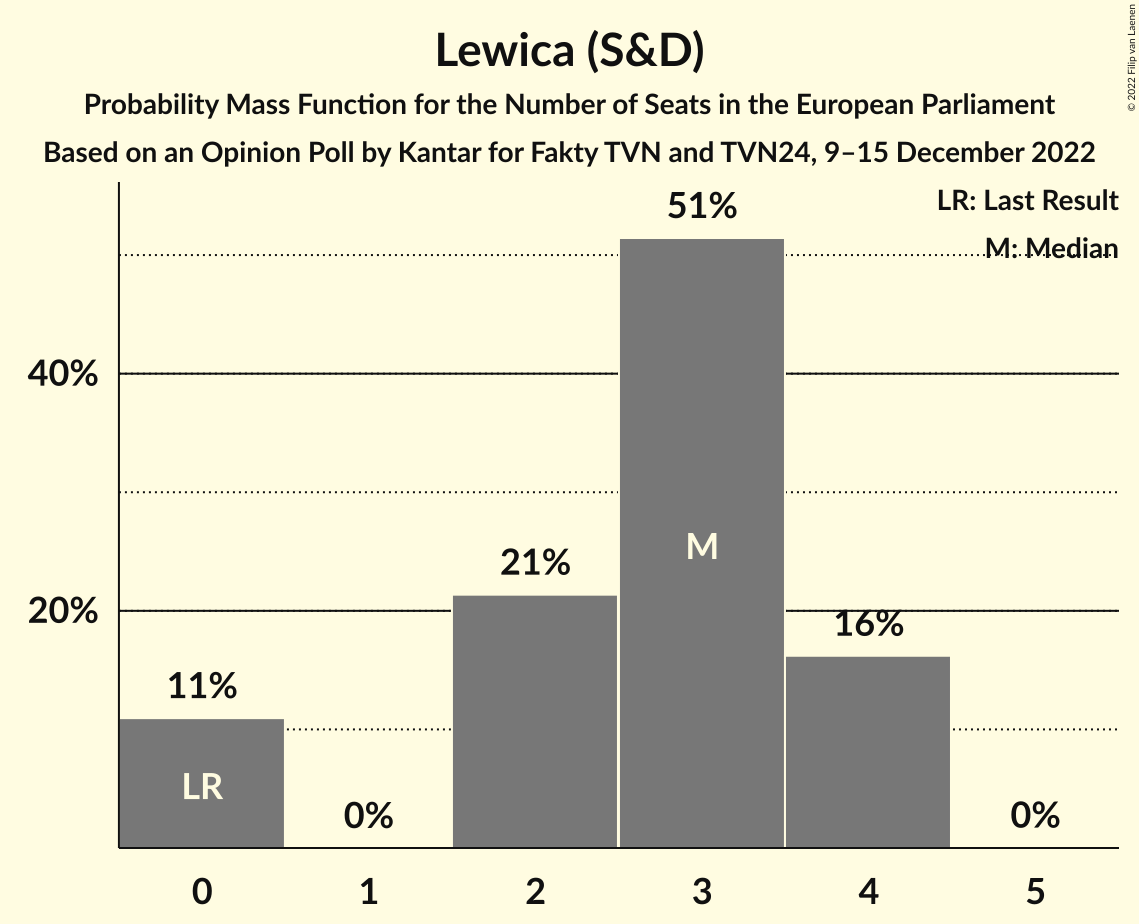 Lewica (S&D)
Probability Mass Function for the Number of Seats in the European Parliament
Based on an Opinion Poll by Kantar for Fakty TVN and TVN24, 9–15 December 2022
© 2022 Filip van Laenen
LR: Last Result
M: Median
51%
40%
M
21%
20%
16%
11%
LR
0%
0%
0 1 2 3 4 5